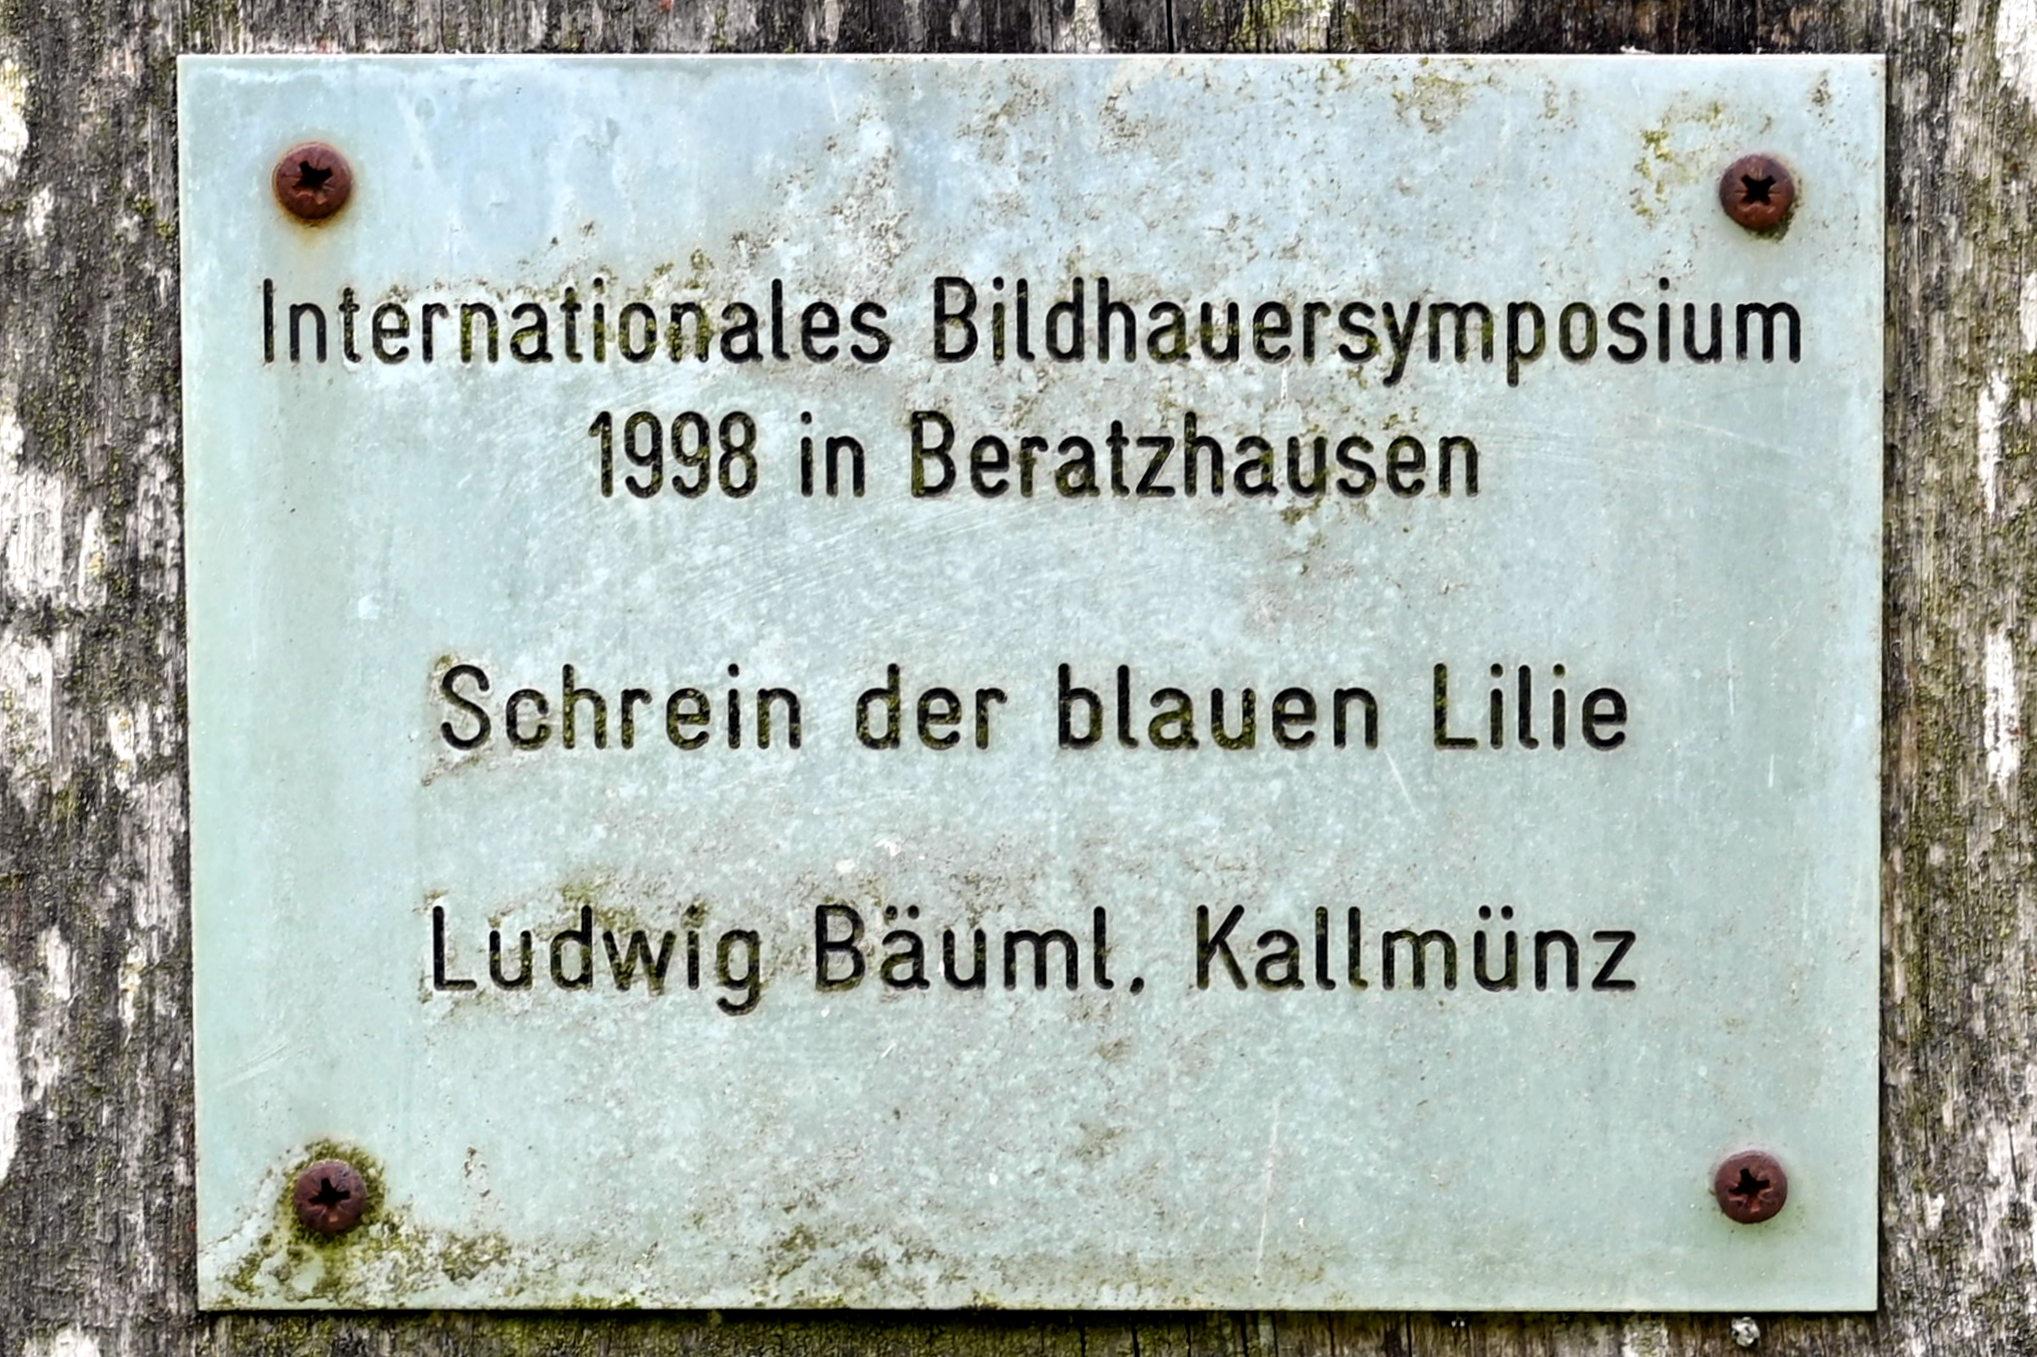 Internationales Bildhauersymposium
1998 in Beratzhausen
Schrein der blauen Lilie
Ludwig Bäuml, Kallmünz